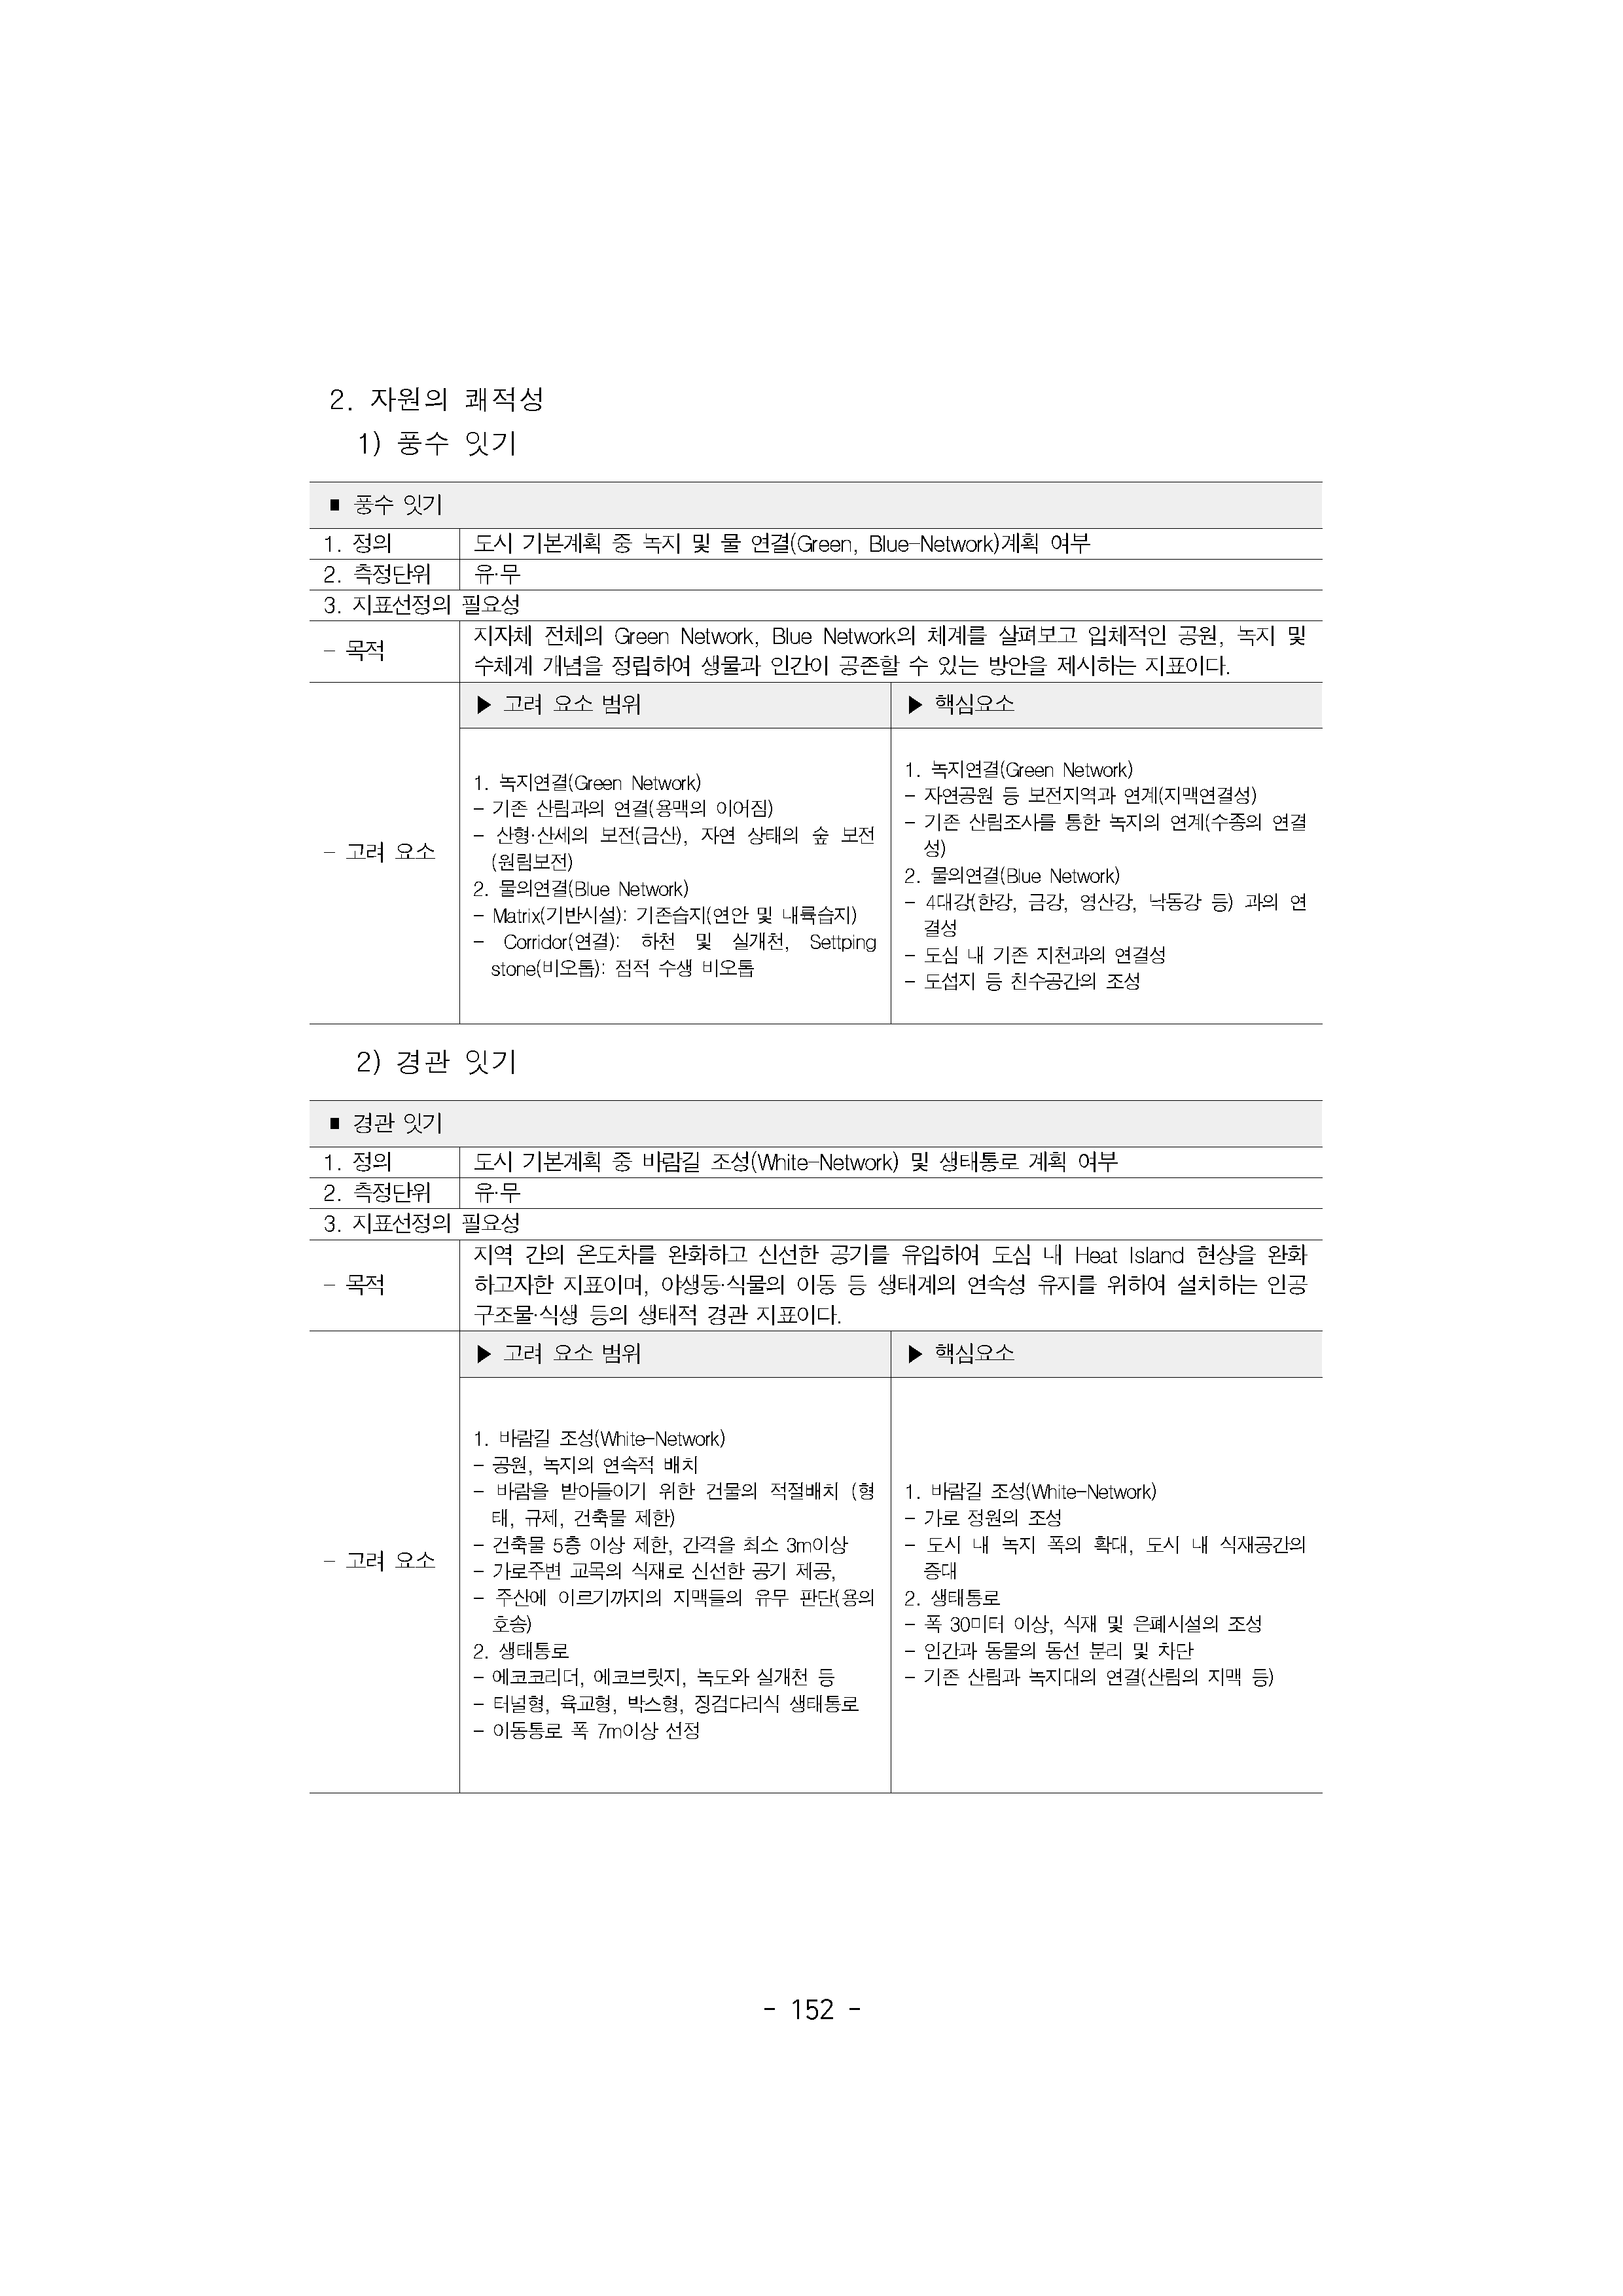 2. 자원의 쾌적성
1) 풍수 잇기
■ 풍수 잇기
1. 정의 도시 기본계획 중 녹지 및 물 연결(Green, Blue-Network)계획 여부
2. 측정단위 유·무
3. 지표선정의 필요성
- 목적
지자체 전체의 Green Network, Blue Network의 체계를 살펴보고 입체적인 공원, 녹지 및
수체계 개념을 정립하여 생물과 인간이 공존할 수 있는 방안을 제시하는 지표이다.
- 고려 요소
▶ 고려 요소 범위
1. 녹지연결(Green Network)
- 기존 산림과의 연결(용맥의 이어짐)
- 산형·산세의 보전(금산), 자연 상태의 숲 보전
(원림보전)
2. 물의연결(Blue Network)
- Matrix(기반시설): 기존습지(연안 및 내륙습지)
- Corridor(연결): 하천 및 실개천, Settping
stone(비오톱): 점적 수생 비오톱
▶ 핵심요소
1. 녹지연결(Green Network)
- 자연공원 등 보전지역과 연계(지맥연결성)
- 기존 산림조사를 통한 녹지의 연계(수종의 연결
성)
2. 물의연결(Blue Network)
- 4대강(한강, 금강, 영산강, 낙동강 등) 과의 연
결성
- 도심 내 기존 지천과의 연결성
- 도섭지 등 친수공간의 조성
2) 경관 잇기
■ 경관 잇기
1. 정의 도시 기본계획 중 바람길 조성(White-Network) 및 생태통로 계획 여부
2. 측정단위 유·무
3. 지표선정의 필요성
- 목적
지역 간의 온도차를 완화하고 신선한 공기를 유입하여 도심 내 Heat Island 현상을 완화
하고자한 지표이며, 야생동·식물의 이동 등 생태계의 연속성 유지를 위하여 설치하는 인공
구조물·식생 등의 생태적 경관 지표이다.
- 고려 요소
▶ 고려 요소 범위
1. 바람길 조성(White-Network)
- 공원, 녹지의 연속적 배치
- 바람을 받아들이기 위한 건물의 적절배치 (형
태, 규제, 건축물 제한)
- 건축물 5층 이상 제한, 간격을 최소 3m이상
- 가로주변 교목의 식재로 신선한 공기 제공,
- 주산에 이르기까지의 지맥들의 유무 판단(용의
호송)
2. 생태통로
- 에코코리더, 에코브릿지, 녹도와 실개천 등
- 터널형, 육교형, 박스형, 징검다리식 생태통로
- 이동통로 폭 7m이상 선정
▶ 핵심요소
1. 바람길 조성(White-Network)
- 가로 정원의 조성
- 도시 내 녹지 폭의 확대, 도시 내 식재공간의
증대
2. 생태통로
- 폭 30미터 이상, 식재 및 은폐시설의 조성
- 인간과 동물의 동선 분리 및 차단
- 기존 산림과 녹지대의 연결(산림의 지맥 등)
- 152 -